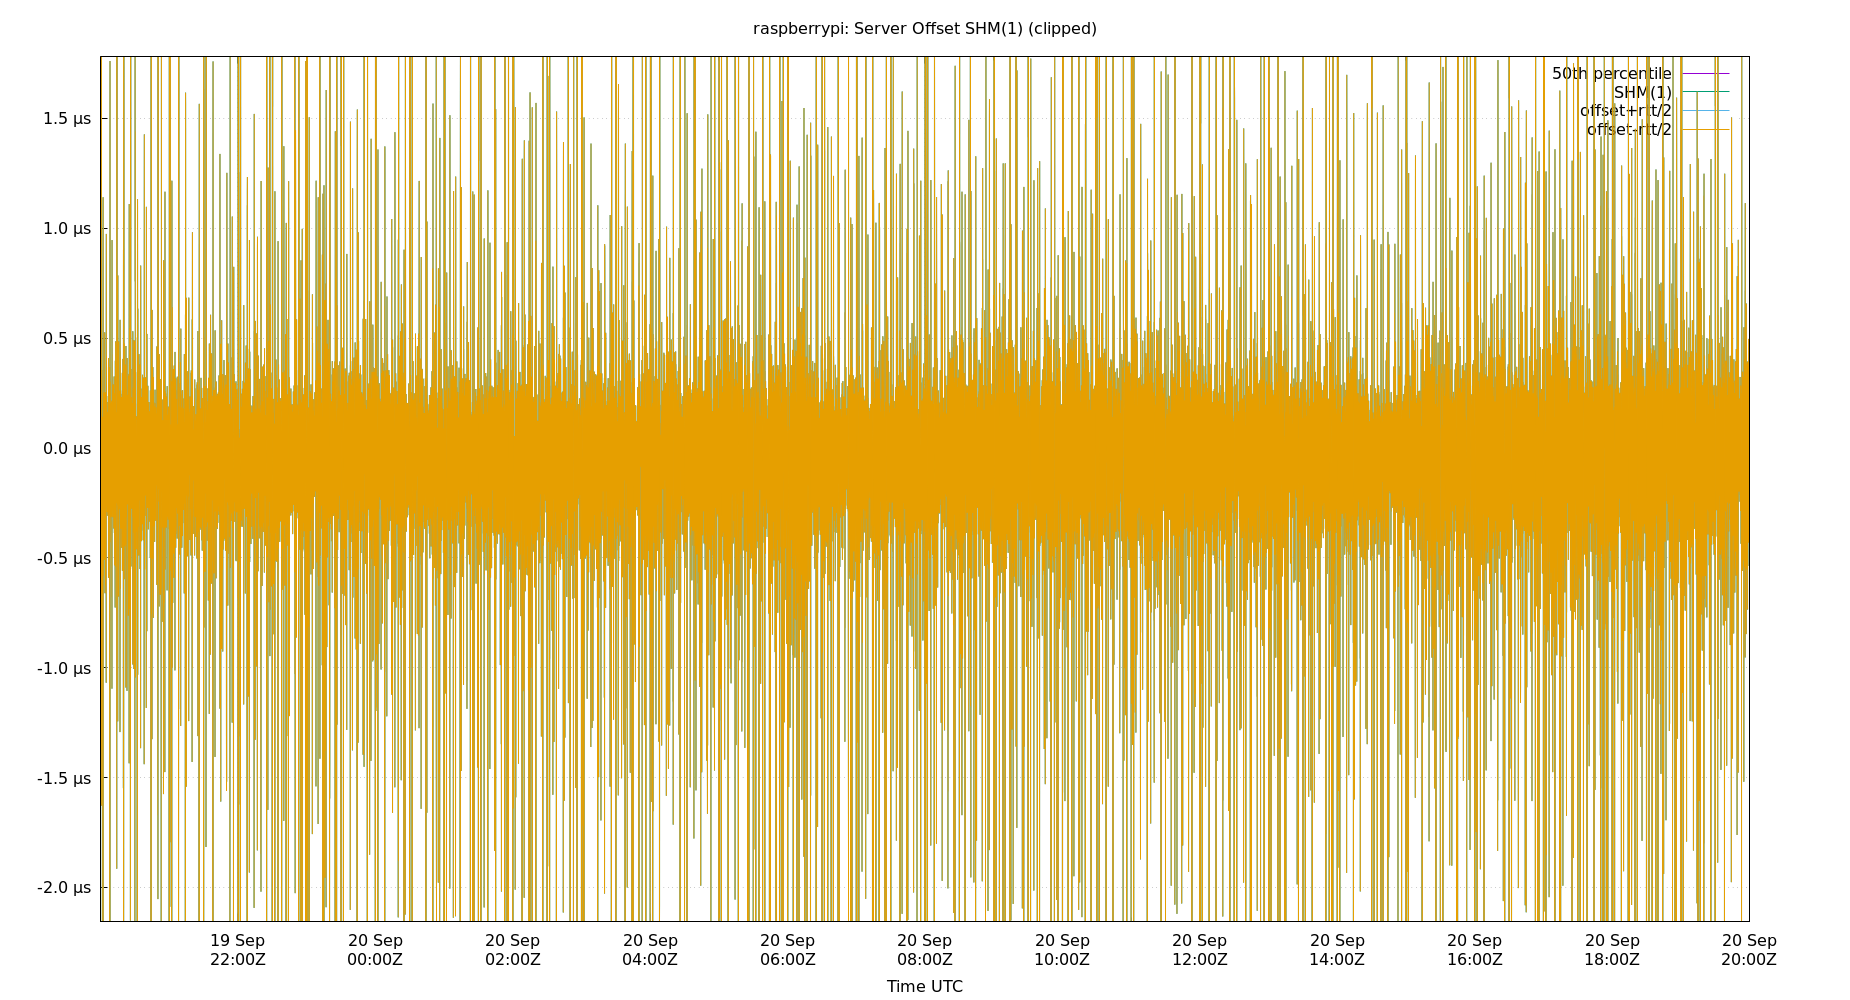 raspberrypi: Server Offset SHM(1) (clipped)
50th percentile
SHM(1)
offset+rtt/2
offset-rtt/2
1.5 µs
1.0 µs
0.5 µs
0.0 µs
-0.5 µs
-1.0 µs
-1.5 µs
-2.0 µs
19 Sep 20 Sep 20 Sep 20 Sep 20 Sep 20 Sep 20 Sep 20 Sep 20 Sep 20 Sep 20 Sep 20 Sep
22:00Z 00:00Z 02:00Z 04:00Z 06:00Z 08:00Z 10:00Z 12:00Z 14:00Z 16:00Z 18:00Z 20:00Z
Time UTC